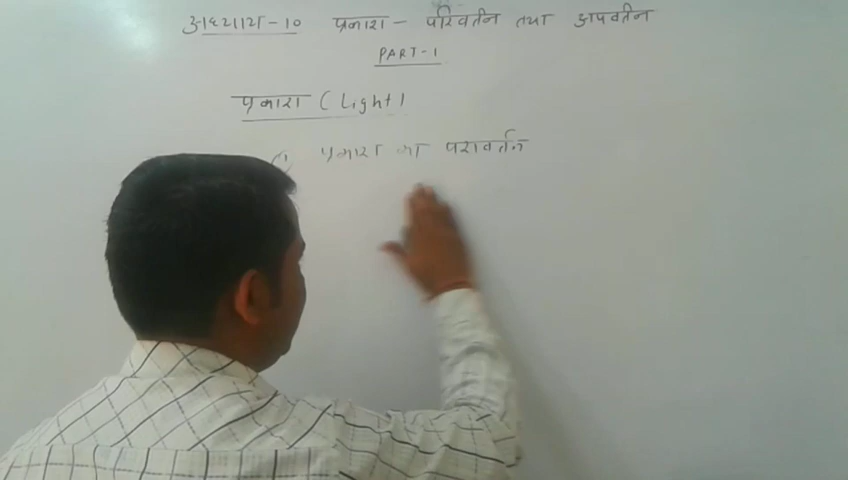 अध्याय - 10 प्रकाश - परिवर्तन तथा अपवर्तन
PART-1
प्रकाश (Light)
प्रकाश का परावर्तन